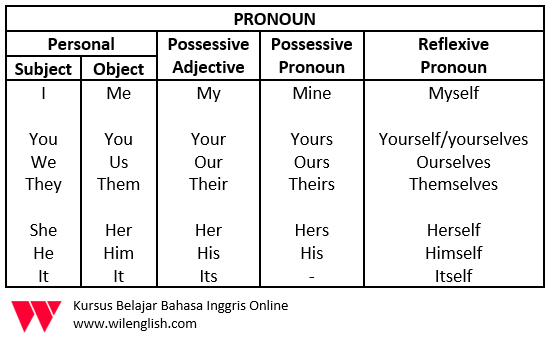 PRONOUN
Personal Possessive Possessive Reflexive
Subject Object Adjective Pronoun Pronoun
I Me My Mine Myself
You You Your Yours Yourself/yourselves
We Us Our Ours Ourselves
They Them Their Theirs Themselves
She Her Her Hers Herself
He Him His His Himself
It It Its - Itself
Kursus Belajar Bahasa Inggris Online
www.wilenglish.com